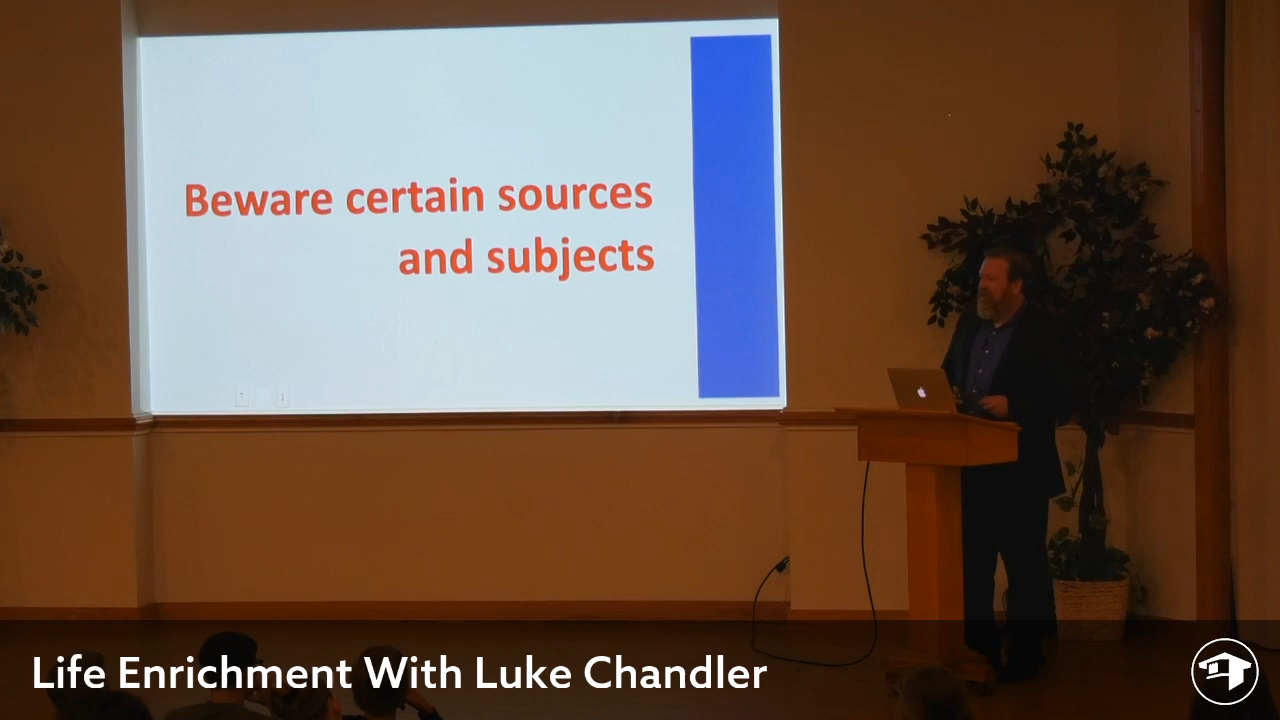 Beware certain sources
and subjects
Life Enrichment With Luke Chandler